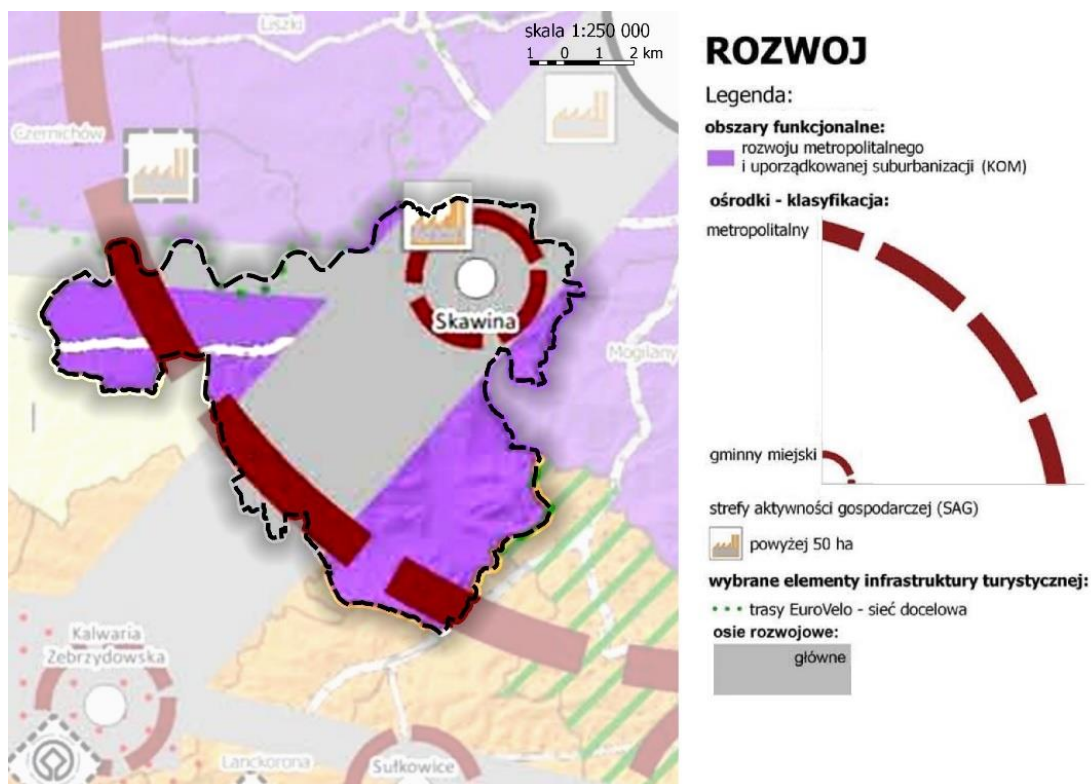 Liszki
skala 1:250 000
1 0 1 2 km
Czernichów
Skawina
Mogilany
Kalwaria
Zebrzydowska
Lanckorona
Sułkowice
ROZWOJ
Legenda:
obszary funkcjonalne:
rozwoju metropolitalnego
i uporządkowanej suburbanizacji (KOM)
ośrodki - klasyfikacja:
metropolitalny
gminny miejski
strefy aktywności gospodarczej (SAG)
powyżej 50 ha
wybrane elementy infrastruktury turystycznej:
trasy EuroVelo - sieć docelowa
osie rozwojowe:
główne